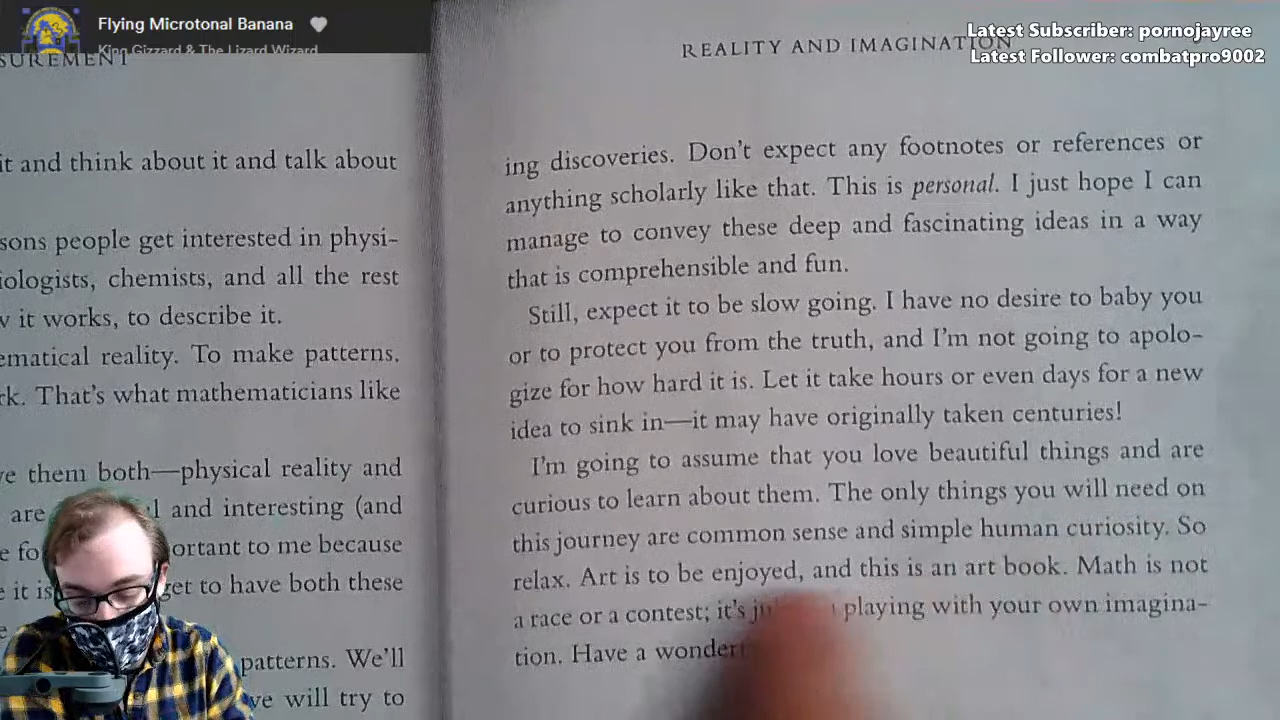 Flying Microtonal Banana
King Gizzard & The Lizard Wizard
Latest Subscriber: pornojayree
Latest Follower: combatpro9002
SUREMENT
it and think about it and talk about
sons people get interested in physi-
iologists, chemists, and all the rest
w it works, to describe it.
ematical reality. To make patterns.
rk. That's what mathematicians like
ve them both—physical reality and
are l and interesting (and
e fo ortant to me because
e it is get to have both these
e
patterns. We'll
ve will try to
REALITY AND IMAGINATION
ing discoveries. Don't expect any footnotes or references or
anything scholarly like that. This is personal. I just hope I can
manage to convey these deep and fascinating ideas in a way
that is comprehensible and fun.
Still, expect it to be slow going. I have no desire to baby you
or to protect you from the truth, and I'm not going to apolo-
gize for how hard it is. Let it take hours or even days for a new
idea to sink in—it may have originally taken centuries!
I'm going to assume that you love beautiful things and are
curious to learn about them. The only things you will need on
this journey are common sense and simple human curiosity. So
relax. Art is to be enjoyed, and this is an art book. Math is not
a race or a contest; it's playing with your own imagina-
tion. Have a